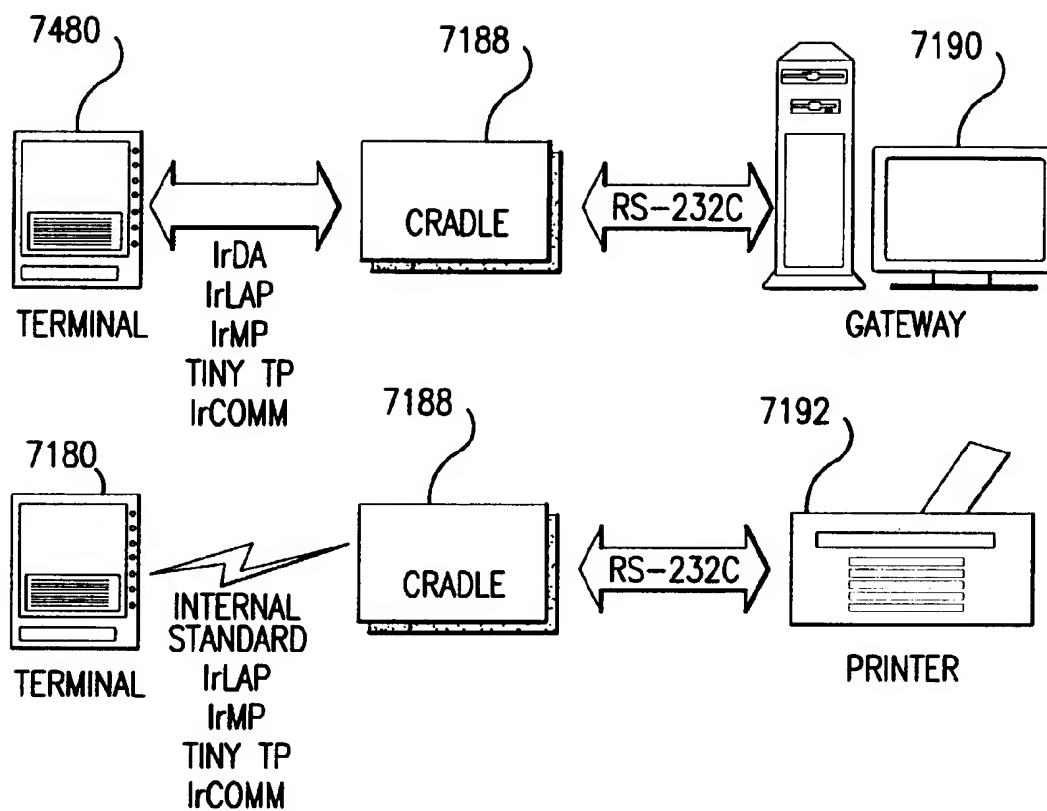 7480
7188
7190
CRADLE
RS-232C
IrDA
IrLAP
IrMP
TINY TP
IrCOMM
TERMINAL
GATEWAY
7180
7188
7192
CRADLE
RS-232C
INTERNAL
STANDARD
IrLAP
IrMP
TINY TP
IrCOMM
TERMINAL
PRINTER